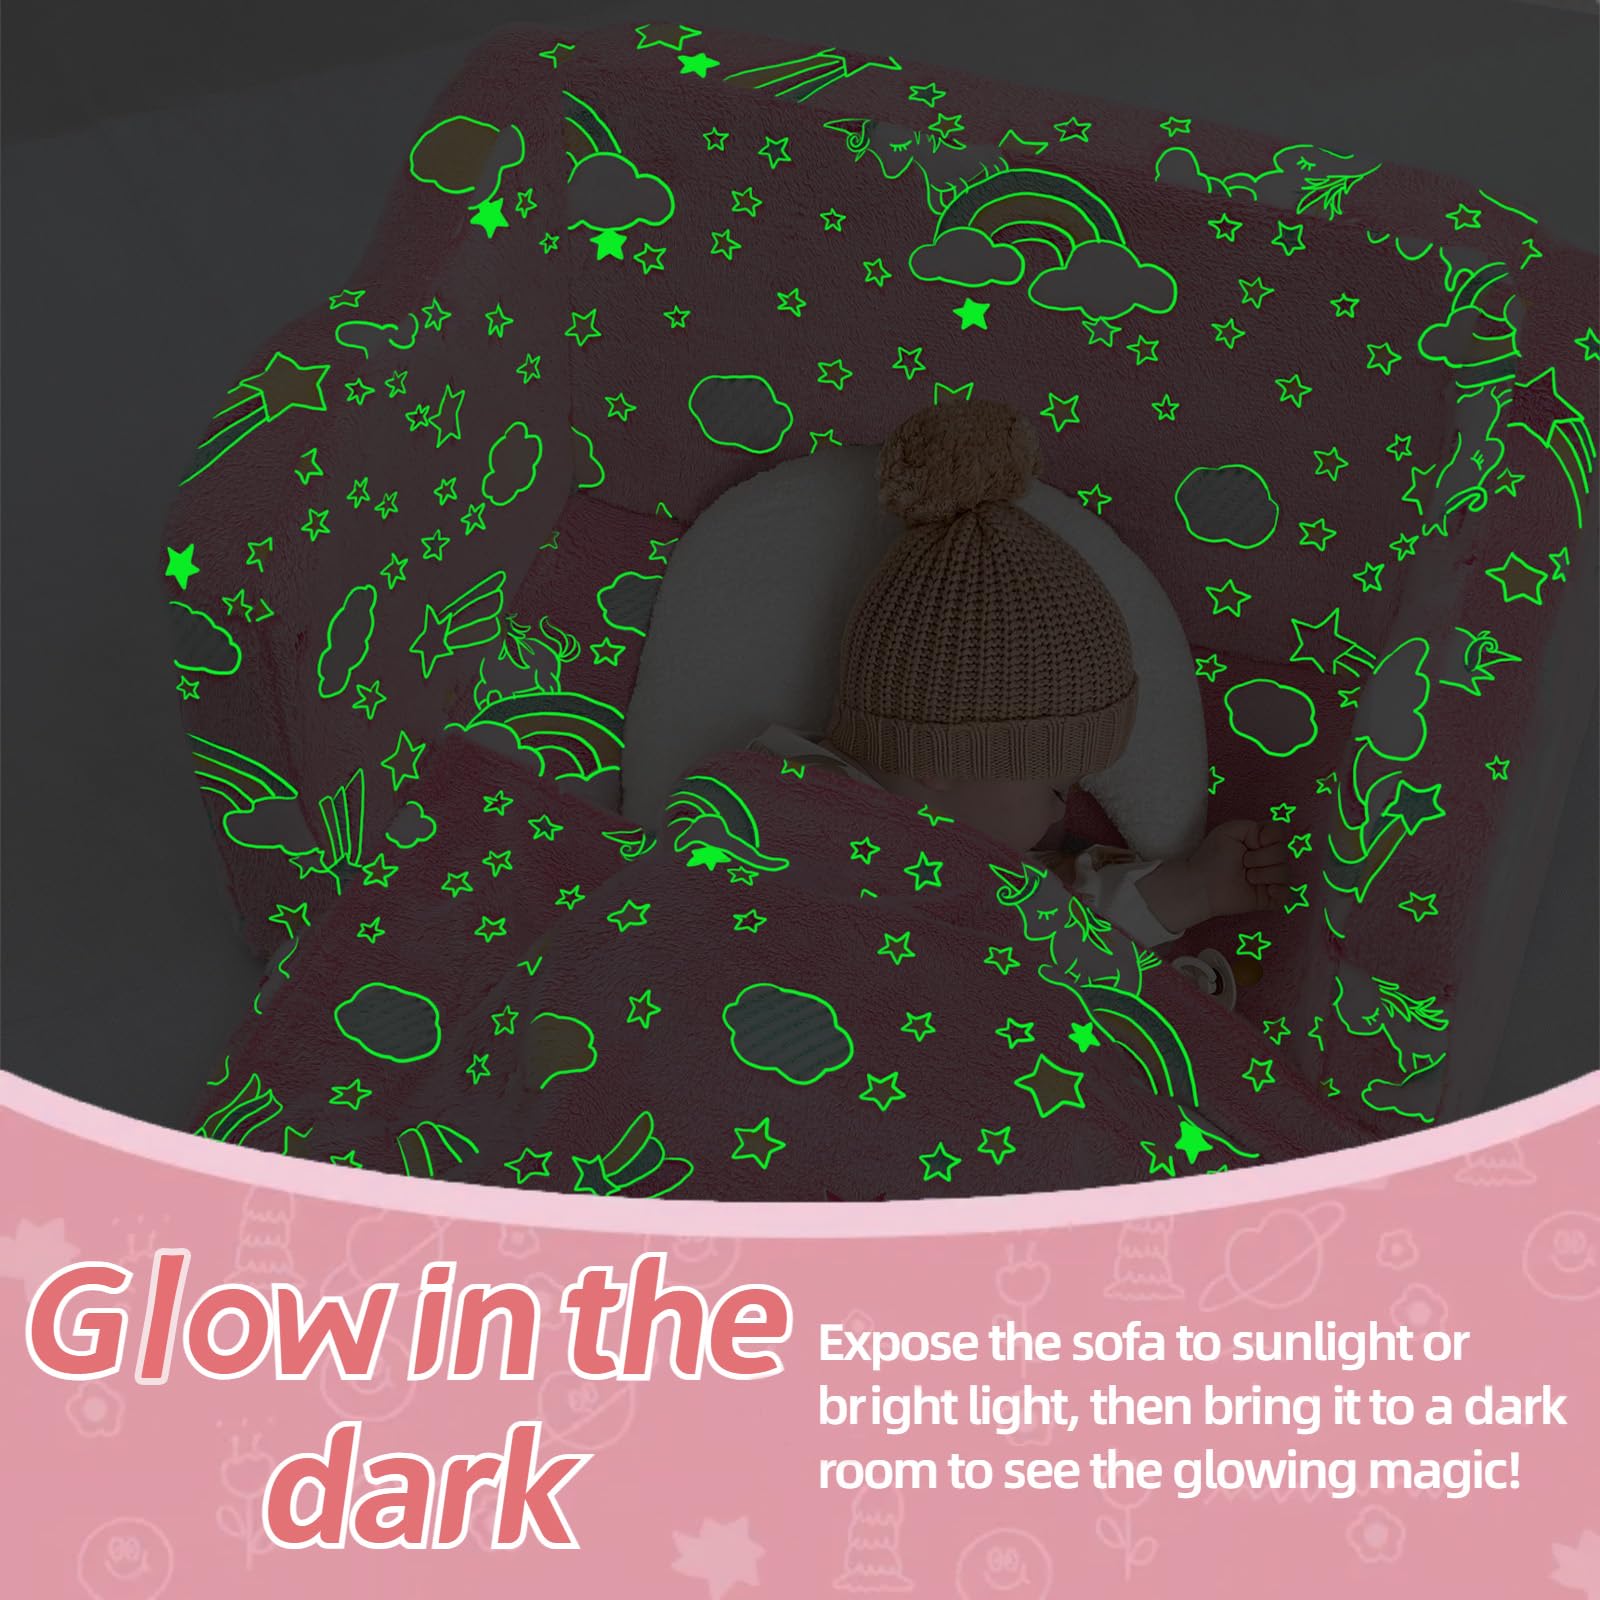 Glow in the
dark
Expose the sofa to sunlight or
bright light, then bring it to a dark
room to see the glowing magic!